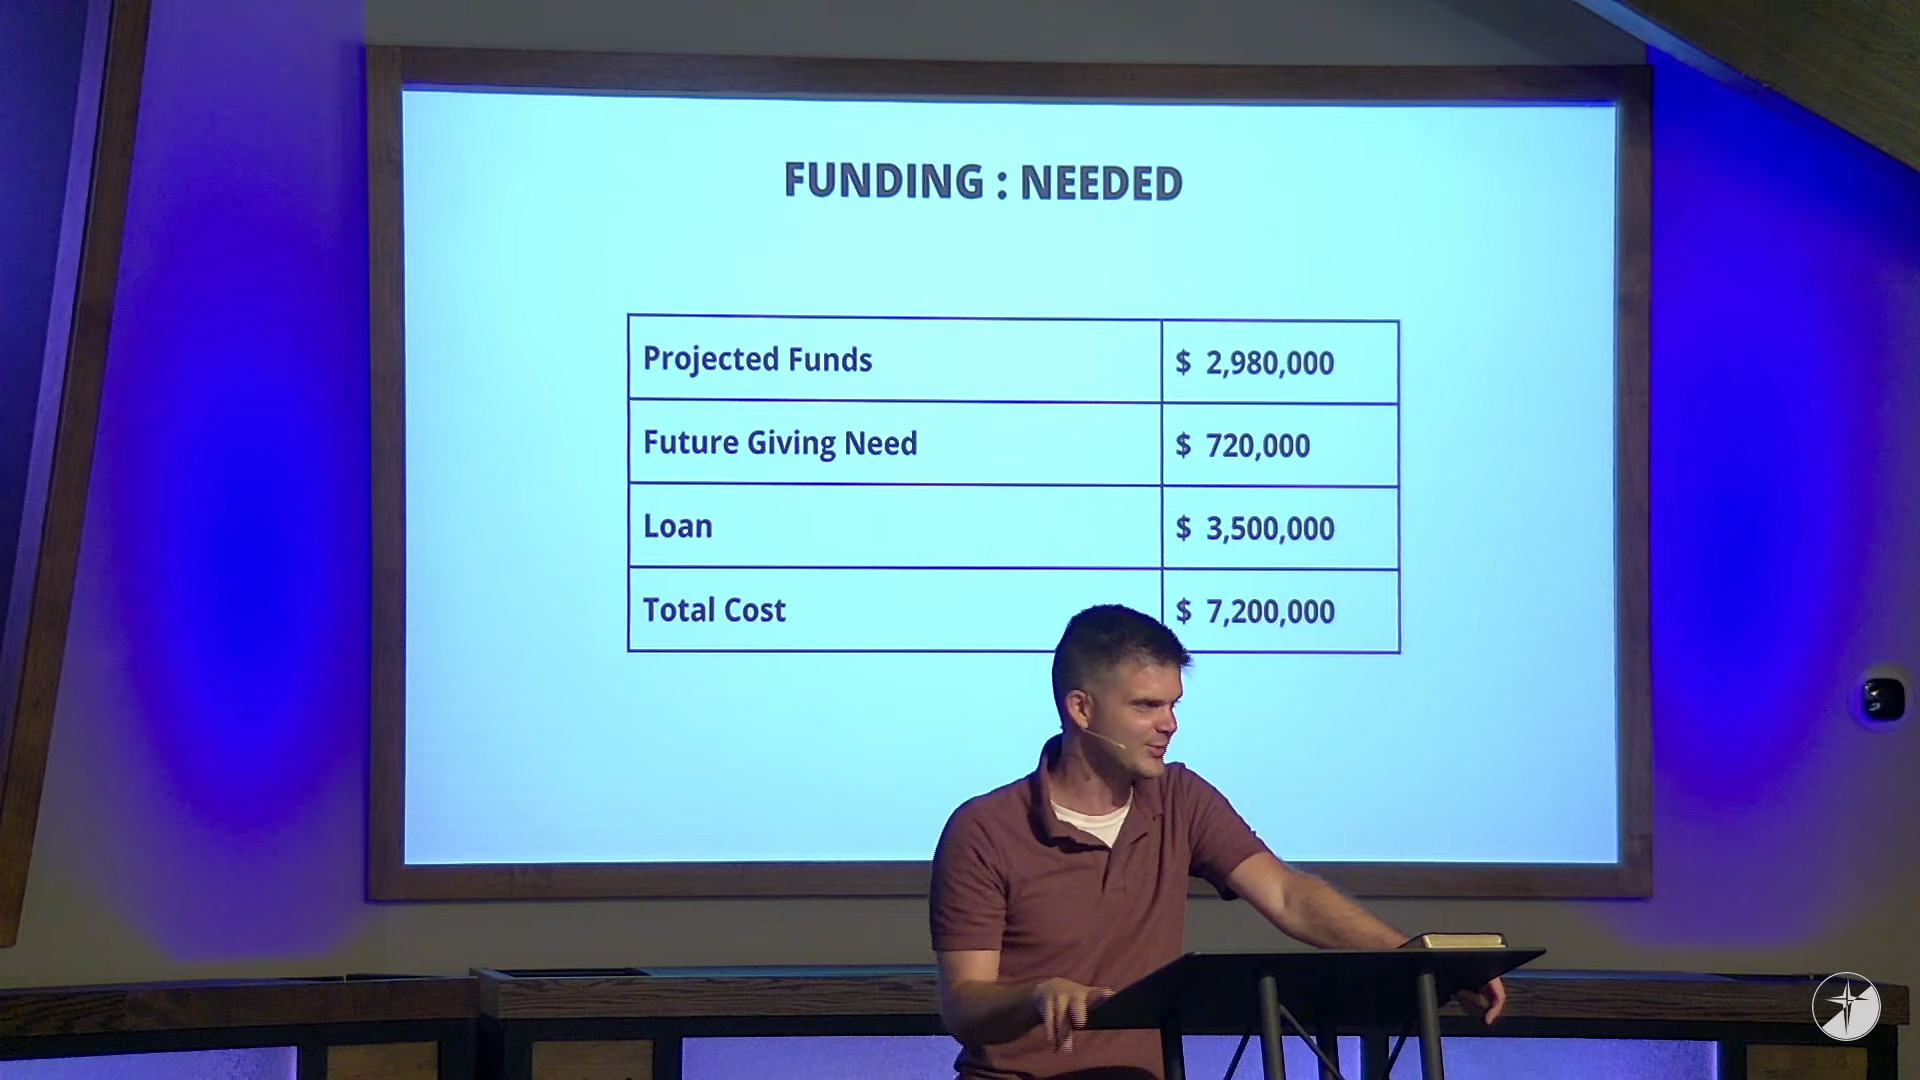 FUNDING : NEEDED
Projected Funds $ 2,980,000
Future Giving Need $ 720,000
Loan $ 3,500,000
Total Cost $ 7,200,000